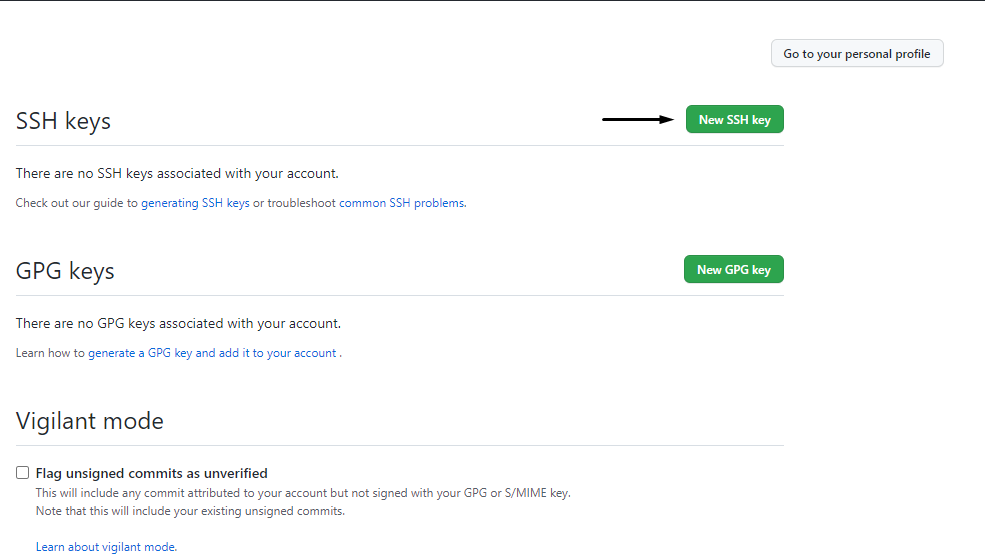 Go to your personal profile
SSH keys
New SSH key
There are no SSH keys associated with your account.
Check out our guide to generating SSH keys or troubleshoot common SSH problems.
GPG keys
New GPG key
There are no GPG keys associated with your account.
Learn how to generate a GPG key and add it to your account .
Vigilant mode
Flag unsigned commits as unverified
This will include any commit attributed to your account but not signed with your GPG or S/MIME key.
Note that this will include your existing unsigned commits.
Learn about vigilant mode.